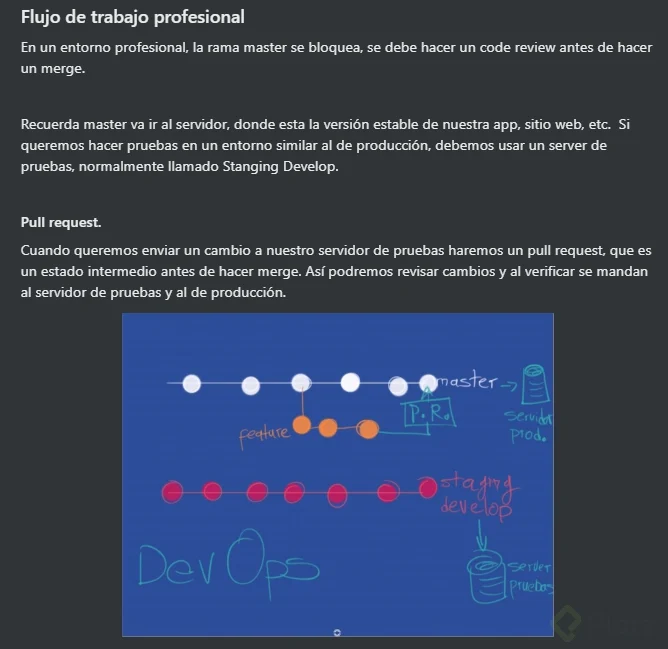 Flujo de trabajo profesional
En un entorno profesional, la rama master se bloquea, se debe hacer un code review antes de hacer
un merge.
Recuerda master va ir al servidor, donde esta la versión estable de nuestra app, sitio web, etc. Si
queremos hacer pruebas en un entorno similar al de producción, debemos usar un server de
pruebas, normalmente llamado Stanging Develop.
Pull request.
Cuando queremos enviar un cambio a nuestro servidor de pruebas haremos un pull request, que es
un estado intermedio antes de hacer merge. Así podremos revisar cambios y al verificar se mandan
al servidor de pruebas y al de producción.
master
P.R.
servidor
prod.
feature
staging
develop
DevOps
server
pruebas